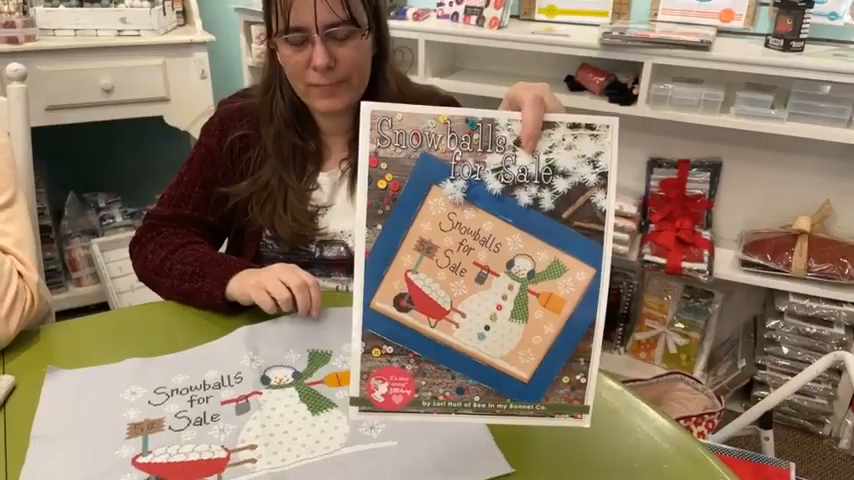 Snowballs
for Sale
Snowballs
for
Sale
5¢
by Lori Holt of Bee in my Bonnet Co.
Snowballs
for
Sale
5¢